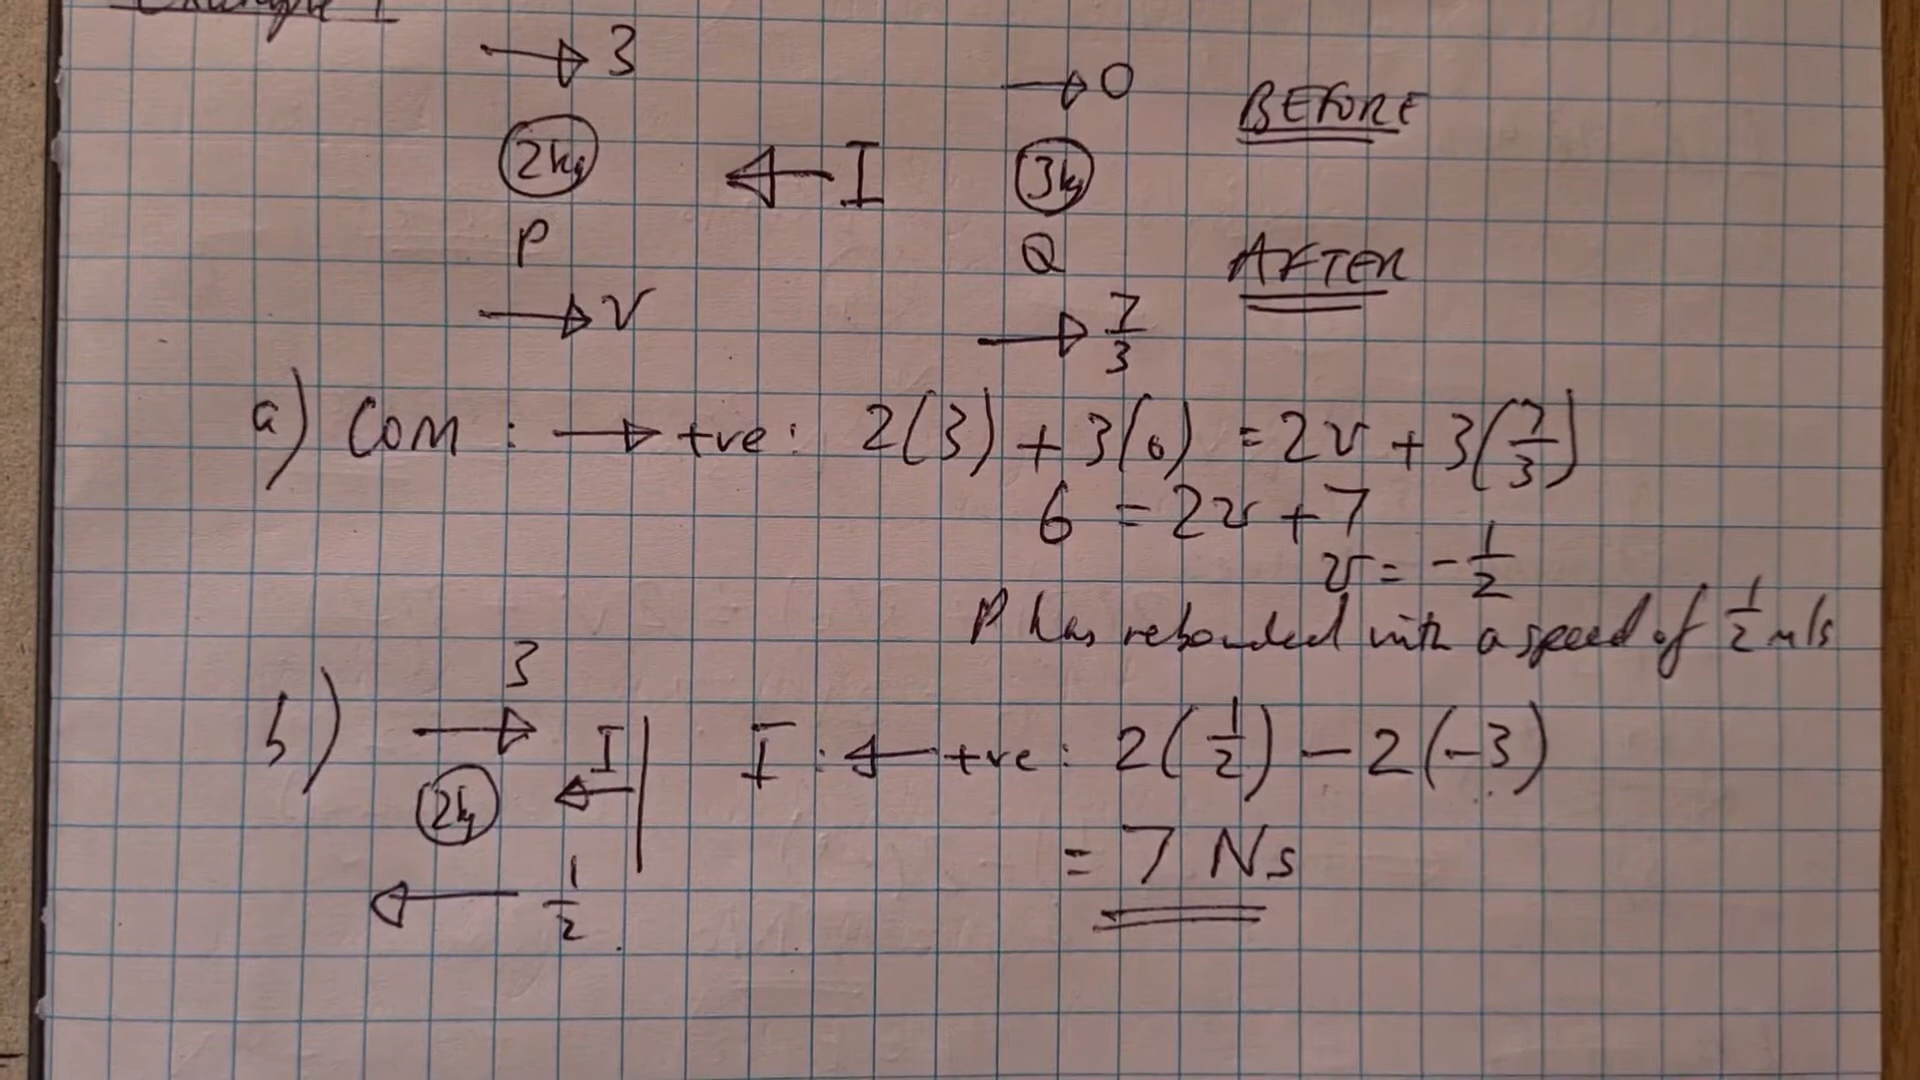 Example 1
3
0
BEFORE
2kg
I
3kg
P
Q
AFTER
v
7/3
a) COM : → +ve: 2(3) + 3(0) = 2v + 3(7/3)
6 = 2v + 7
v = -1/2
P has rebounded with a speed of 1/2 m/s
b)
3
I
2kg
1/2
I : ← +ve: 2(1/2) - 2(-3)
= 7 Ns